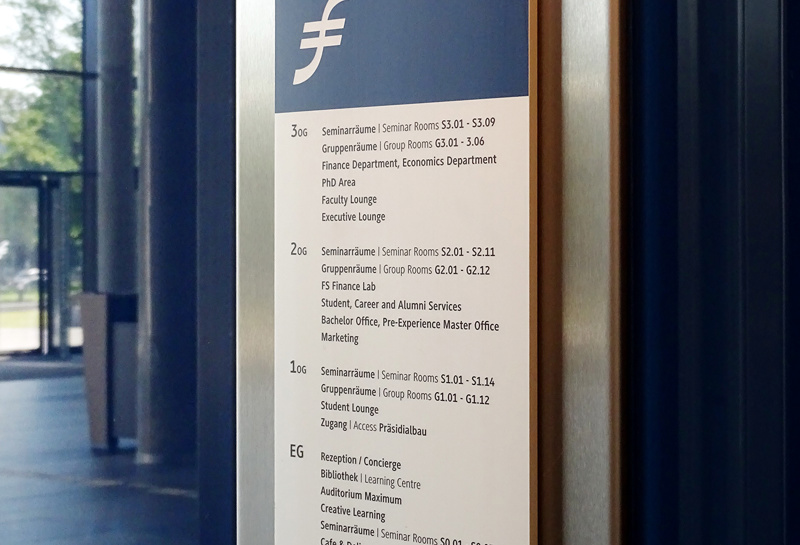 3OG
Seminarräume | Seminar Rooms S3.01 - S3.09
Gruppenräume | Group Rooms G3.01 - 3.06
Finance Department, Economics Department
PhD Area
Faculty Lounge
Executive Lounge
2OG
Seminarräume | Seminar Rooms S2.01 - S2.11
Gruppenräume | Group Rooms G2.01 - G2.12
FS Finance Lab
Student, Career and Alumni Services
Bachelor Office, Pre-Experience Master Office
Marketing
1OG
Seminarräume | Seminar Rooms S1.01 - S1.14
Gruppenräume | Group Rooms G1.01 - G1.12
Student Lounge
Zugang | Access Präsidialbau
EG
Rezeption / Concierge
Bibliothek | Learning Centre
Auditorium Maximum
Creative Learning
Seminarräume | Seminar Rooms S0.01 -
Cafe &